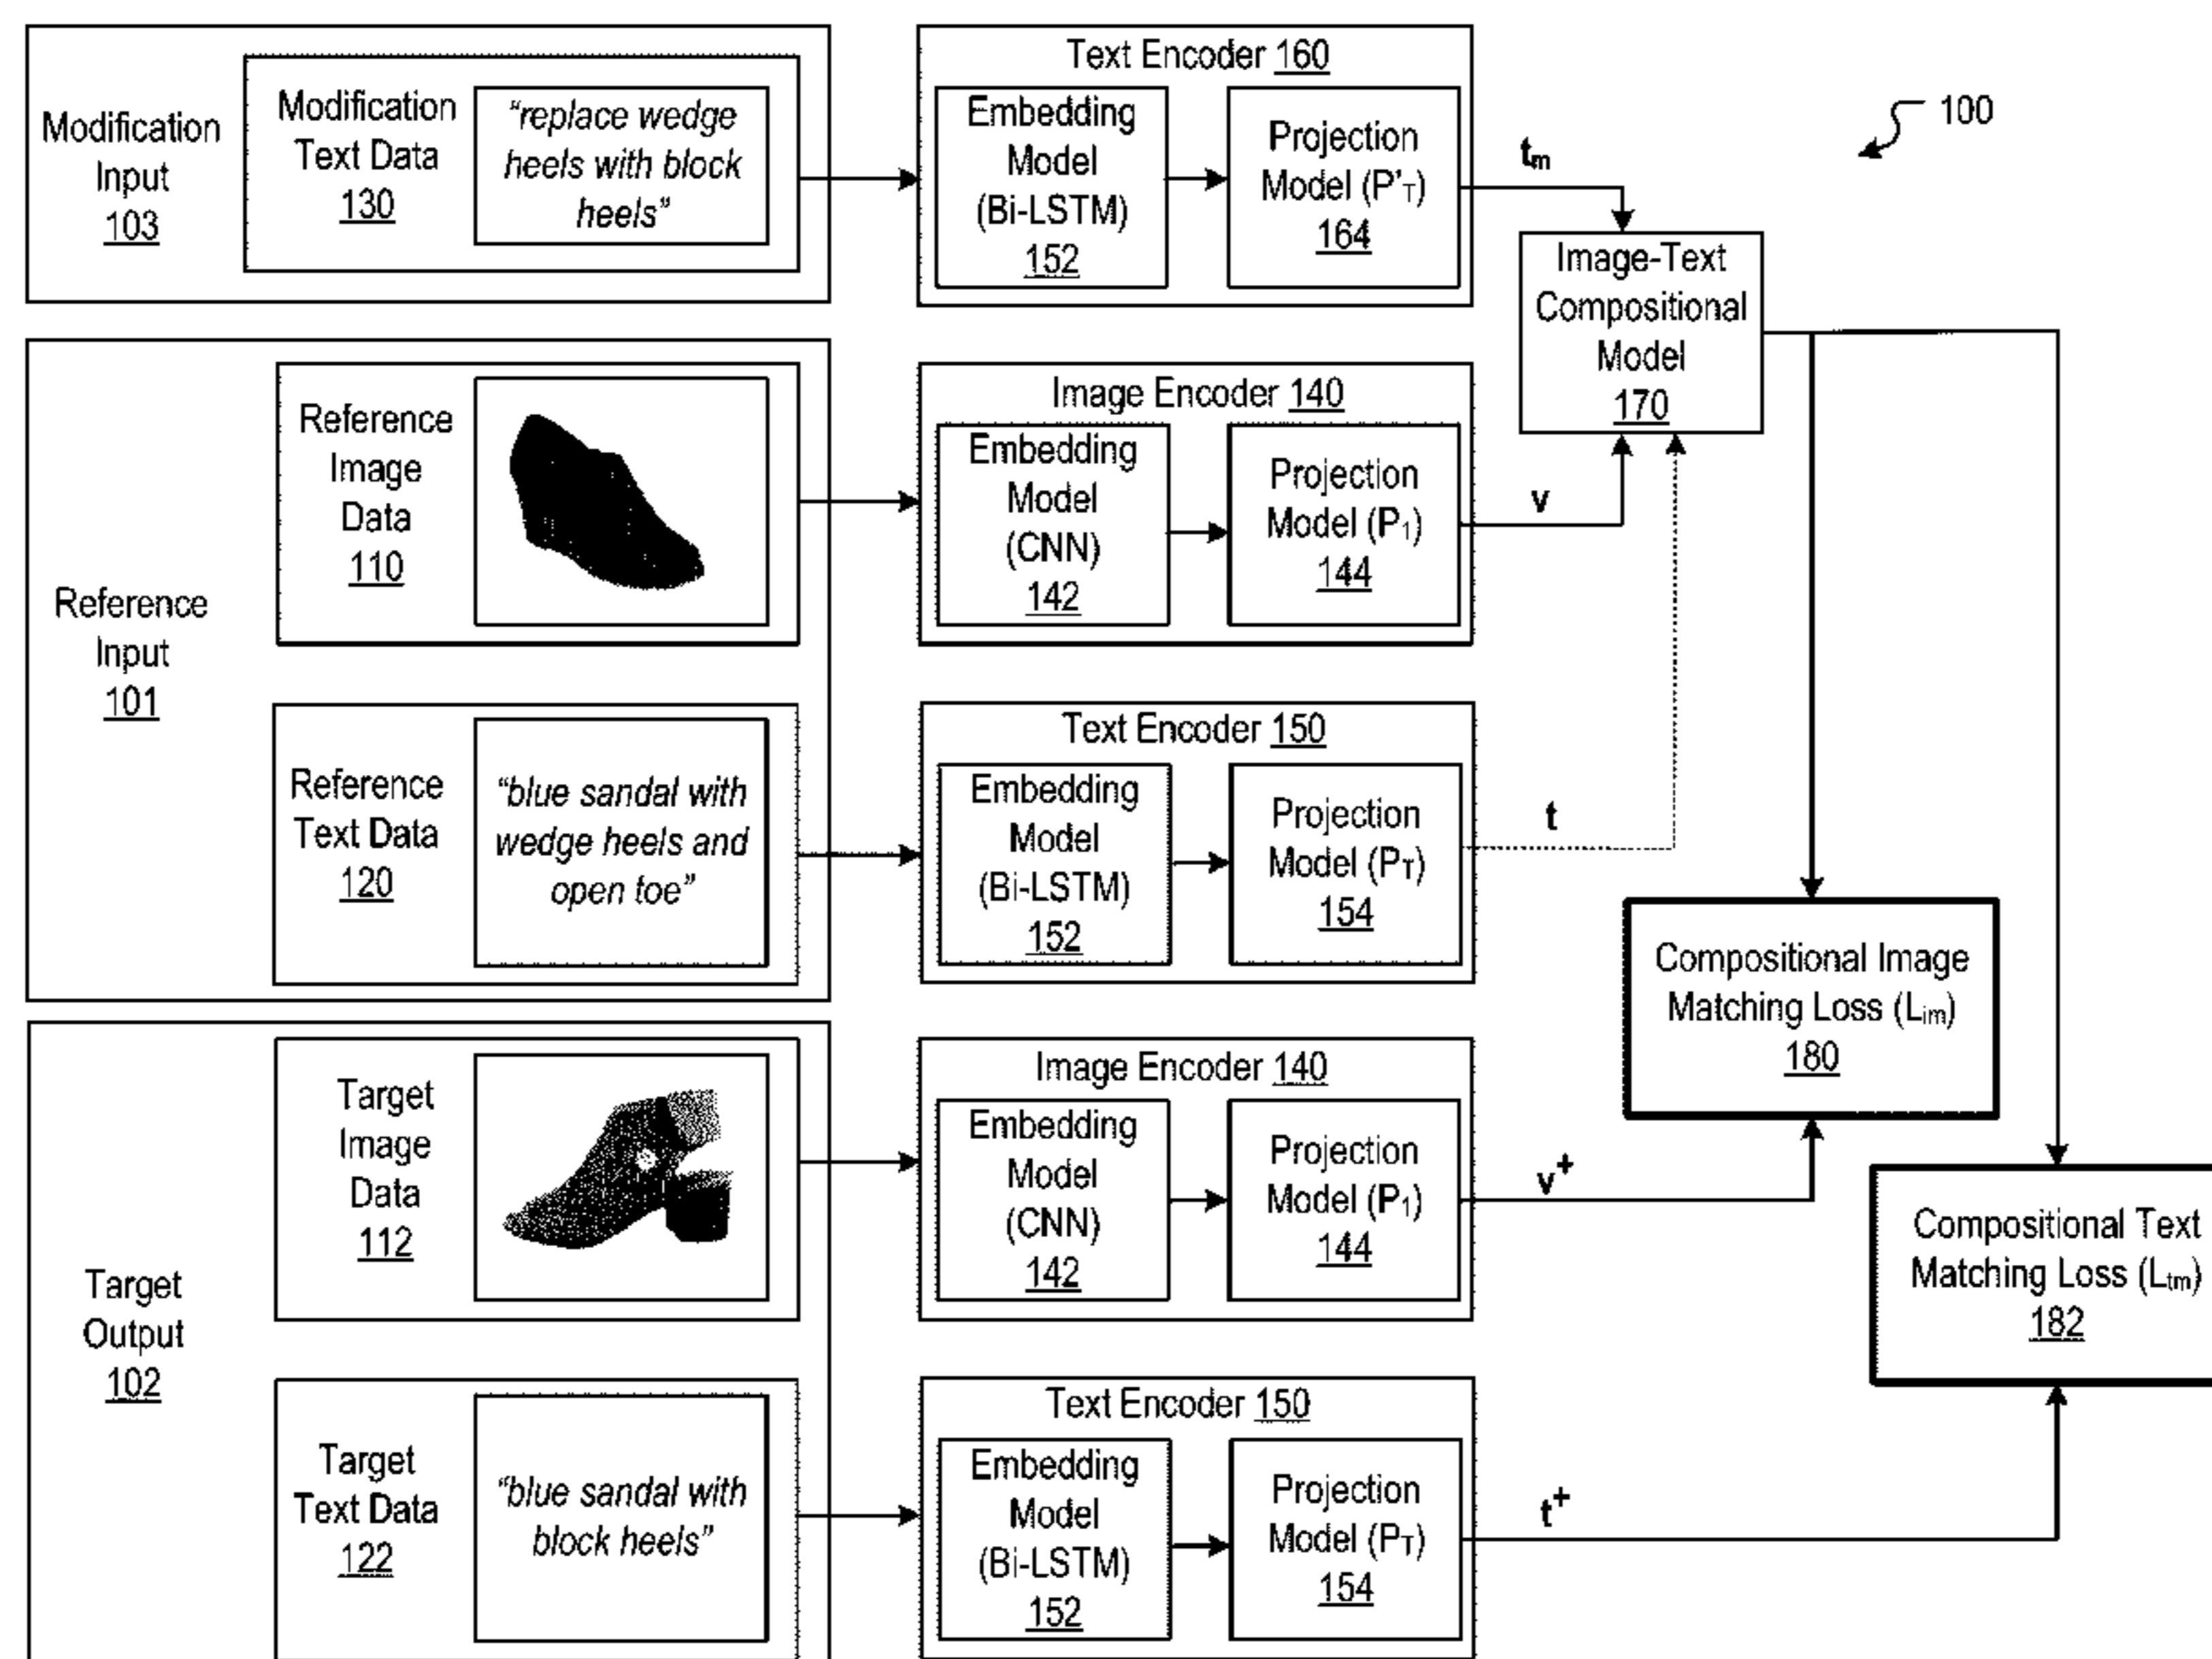 Modification
Input
103
Modification
Text Data
130
“replace wedge
heels with block
heels”
Text Encoder 160
Embedding
Model
(Bi-LSTM)
152
Projection
Model (P'T)
164
tm
100
Image-Text
Compositional
Model
170
Reference
Input
101
Reference
Image
Data
110
Image Encoder 140
Embedding
Model
(CNN)
142
Projection
Model (P1)
144
v
Reference
Text Data
120
“blue sandal with
wedge heels and
open toe”
Text Encoder 150
Embedding
Model
(Bi-LSTM)
152
Projection
Model (PT)
154
t
Compositional Image
Matching Loss (Lim)
180
Target
Output
102
Target
Image
Data
112
Image Encoder 140
Embedding
Model
(CNN)
142
Projection
Model (P1)
144
v+
Compositional Text
Matching Loss (Ltm)
182
Target
Text Data
122
“blue sandal with
block heels”
Text Encoder 150
Embedding
Model
(Bi-LSTM)
152
Projection
Model (PT)
154
t+